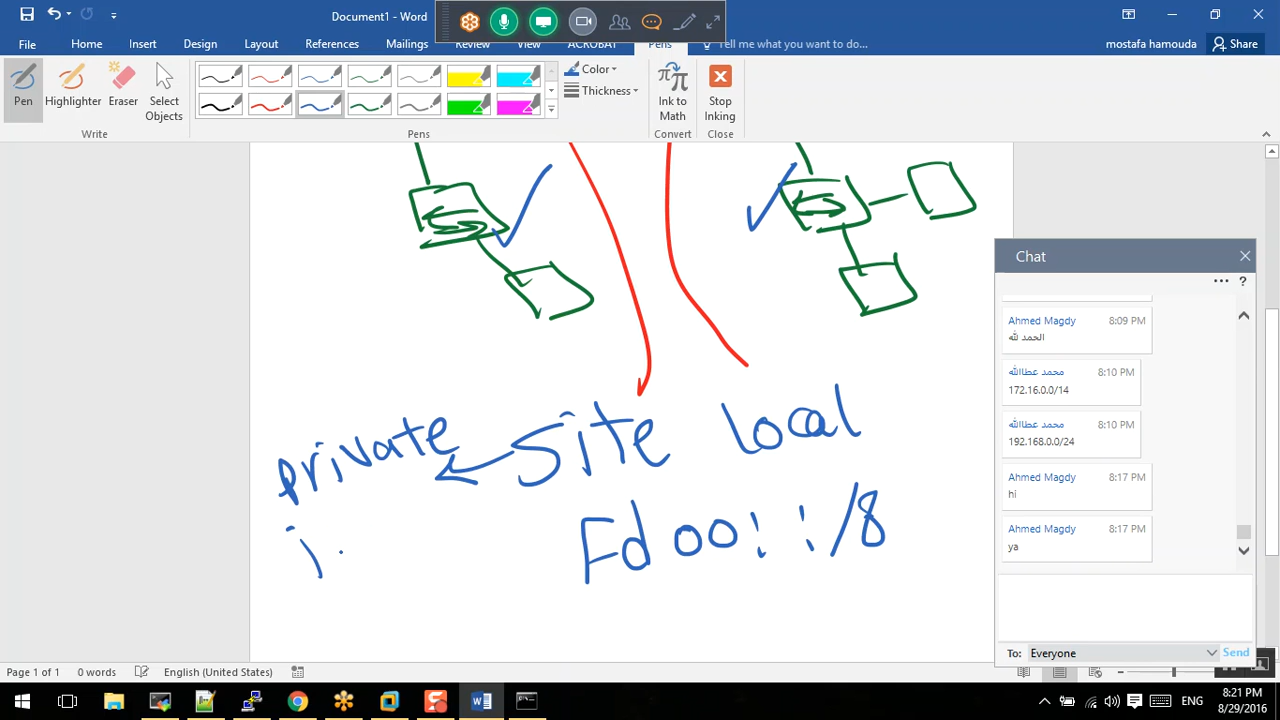 Document1 - Word
File
Home
Insert
Design
Layout
References
Mailings
Review
View
ACROBAT
Pens
Tell me what you want to do...
mostafa hamouda
Share
Pen
Highlighter
Eraser
Select Objects
Write
Color
Thickness
Pens
Ink to Math
Convert
Stop Inking
Close
private
site local
Fd00::/8
Chat
... ?
Ahmed Magdy 8:09 PM
الحمد لله
محمد عطاالله 8:10 PM
172.16.0.0/14
محمد عطاالله 8:10 PM
192.168.0.0/24
Ahmed Magdy 8:17 PM
hi
Ahmed Magdy 8:17 PM
ya
To: Everyone
Send
Page 1 of 1
0 words
English (United States)
ENG
8:21 PM
8/29/2016